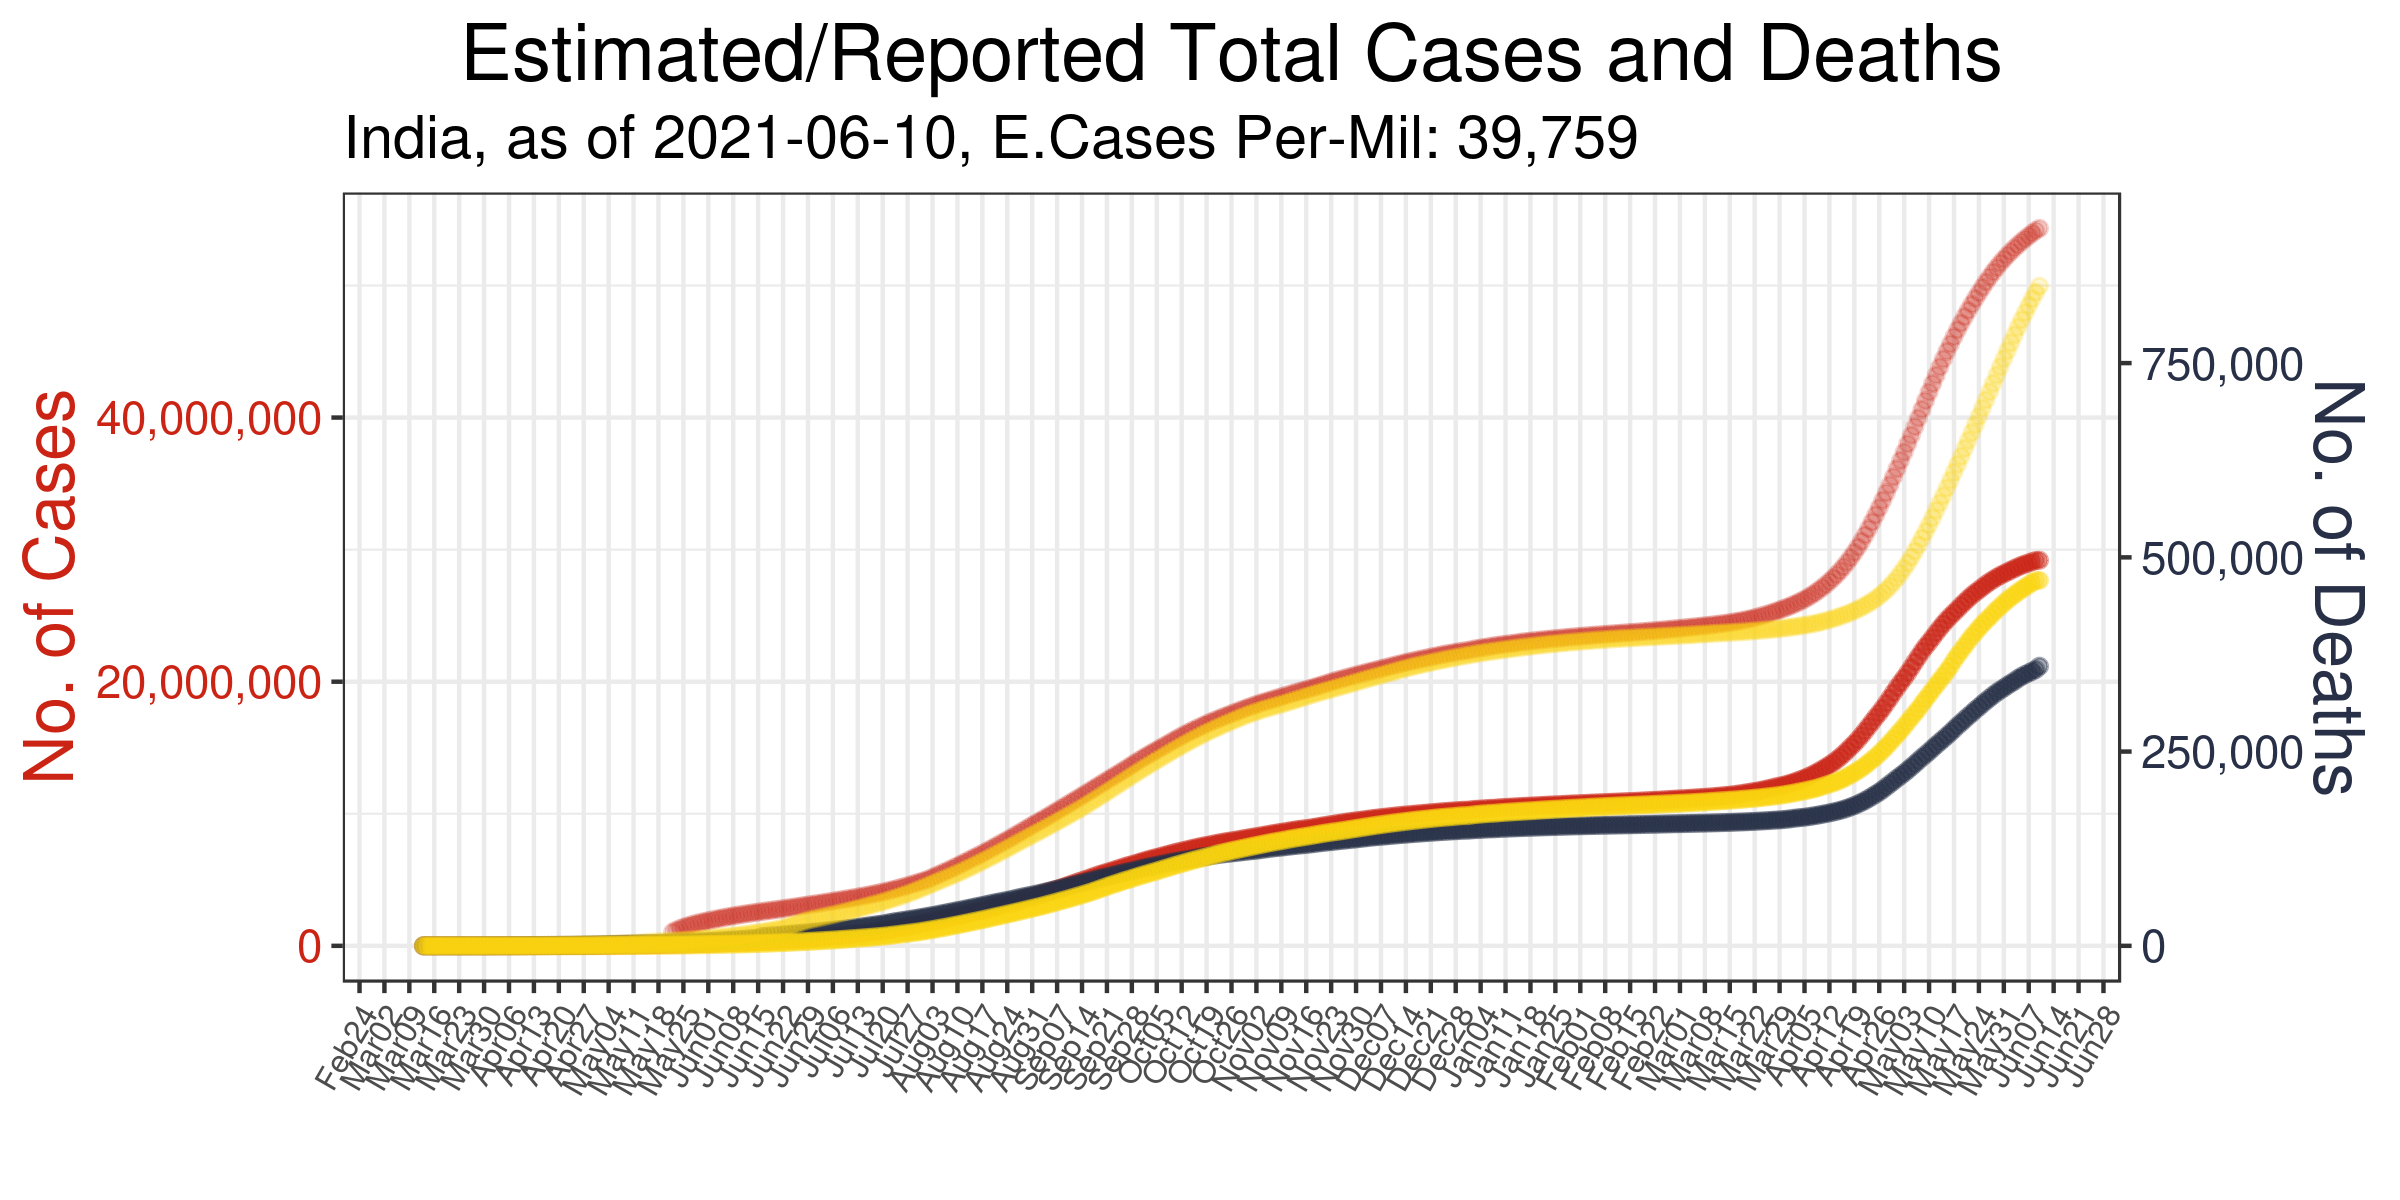 Estimated/Reported Total Cases and Deaths
India, as of 2021-06-10, E.Cases Per-Mil: 39,759
No. of Cases
40,000,000
20,000,000
0
750,000
500,000
250,000
0
No. of Deaths
Feb24
Mar02
Mar09
Mar16
Mar23
Mar30
Apr06
Apr13
Apr20
Apr27
May04
May11
May18
May25
Jun01
Jun08
Jun15
Jun22
Jun29
Jul06
Jul13
Jul20
Jul27
Aug03
Aug10
Aug17
Aug24
Aug31
Sep07
Sep14
Sep21
Sep28
Oct05
Oct12
Oct19
Oct26
Nov02
Nov09
Nov16
Nov23
Nov30
Dec07
Dec14
Dec21
Dec28
Jan04
Jan11
Jan18
Jan25
Feb01
Feb08
Feb15
Feb22
Mar01
Mar08
Mar15
Mar22
Mar29
Apr05
Apr12
Apr19
Apr26
May03
May10
May17
May24
May31
Jun07
Jun14
Jun21
Jun28